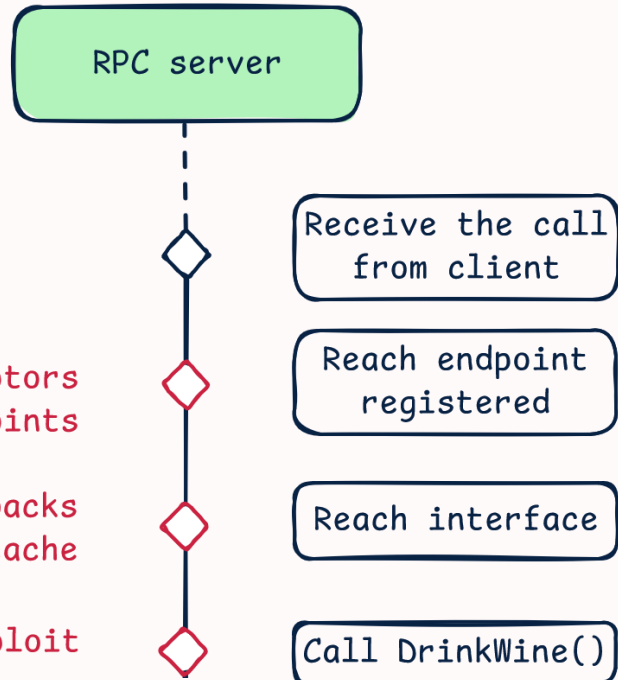 RPC server
Receive the call
from client
Reach endpoint
registered
Reach interface
Call DrinkWine()